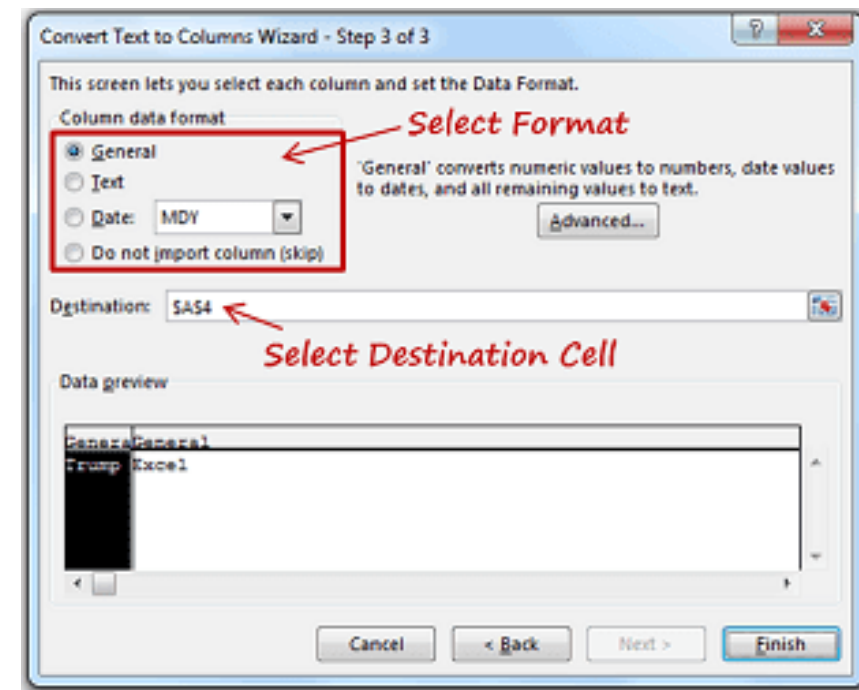 Convert Text to Columns Wizard - Step 3 of 3
This screen lets you select each column and set the Data Format.
Column data format
Select Format
General
Text
Date: MDY
Do not import column (skip)
'General' converts numeric values to numbers, date values
to dates, and all remaining values to text.
Advanced...
Destination: $A$4
Select Destination Cell
Data preview
GeneraGeneral
Trump Excel
Cancel
< Back
Next >
Finish